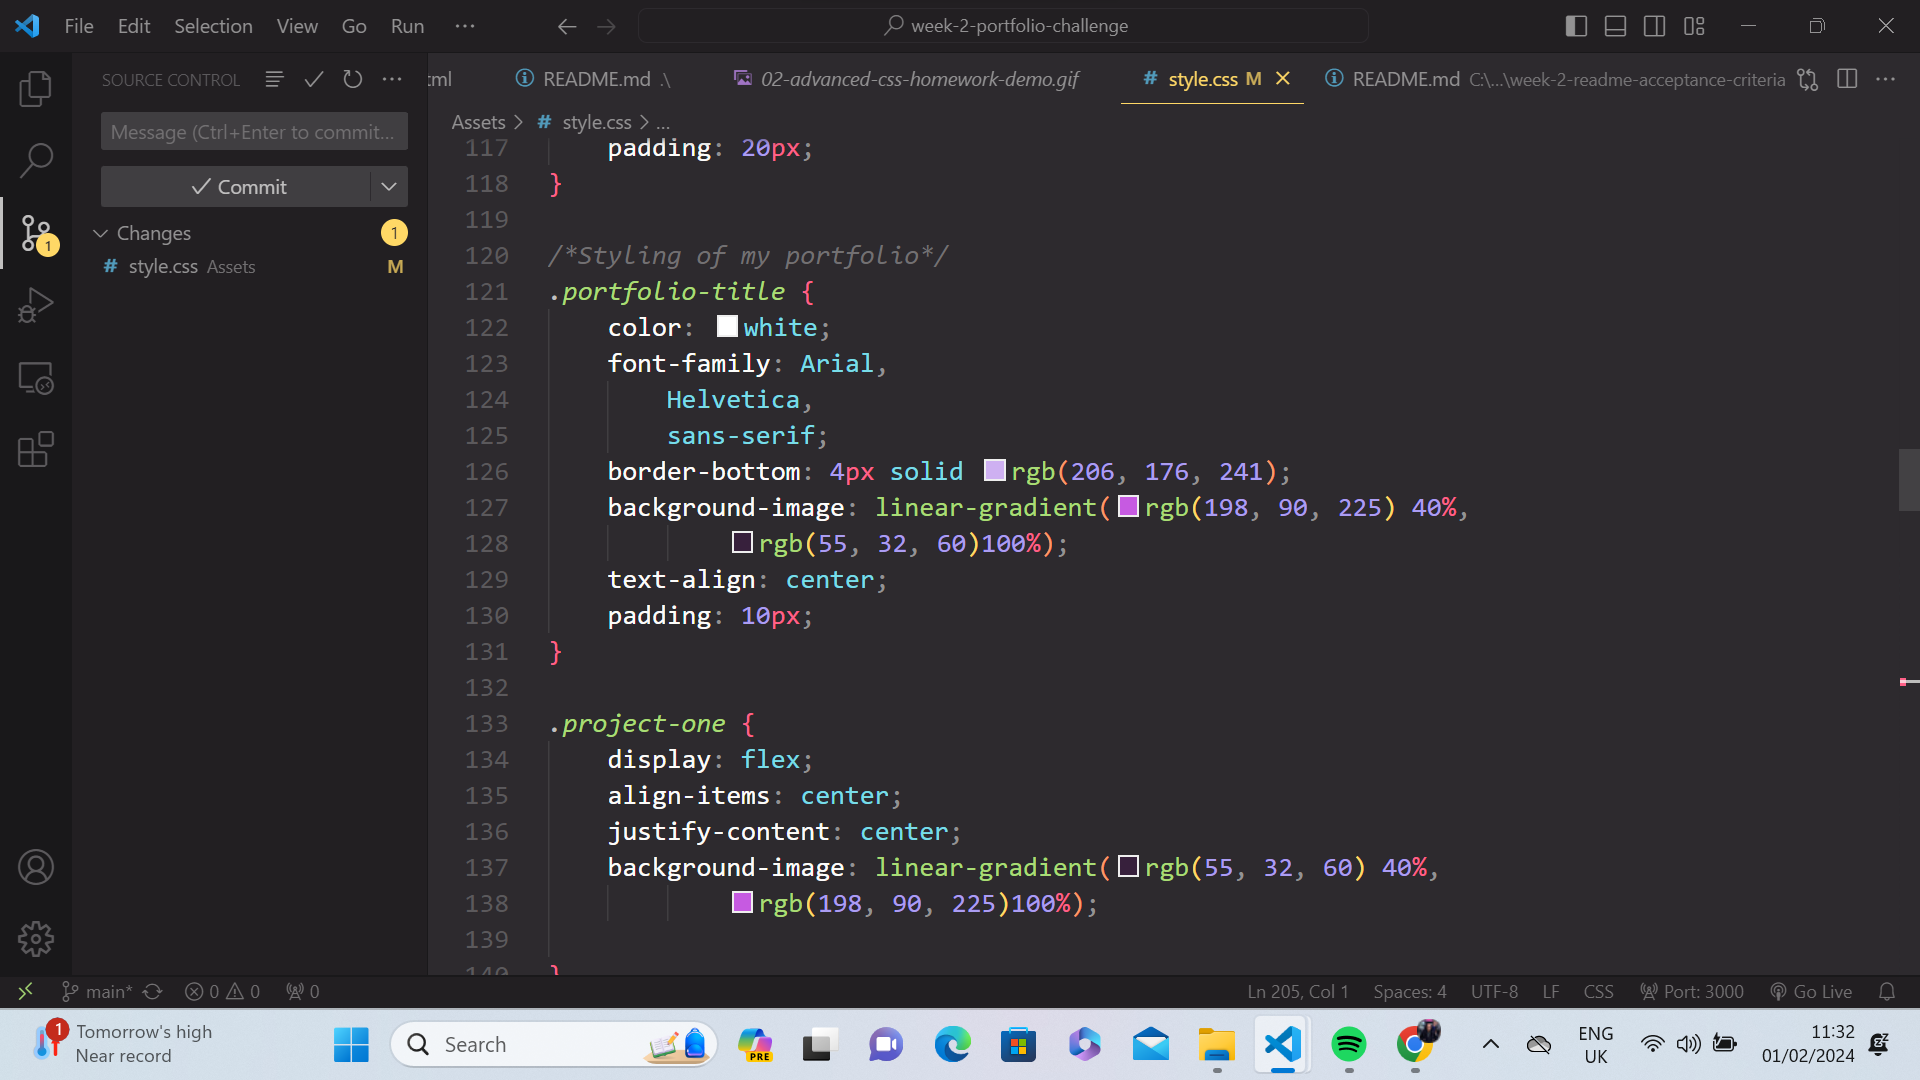 File Edit Selection View Go Run ··· week-2-portfolio-challenge
SOURCE CONTROL
Message (Ctrl+Enter to commit...
Commit
Changes 1
# style.css Assets M
1
tml README.md .\ 02-advanced-css-homework-demo.gif # style.css M README.md C:\...\week-2-readme-acceptance-criteria
Assets > # style.css > ...
117 padding: 20px;
118 }
119
120 /*Styling of my portfolio*/
121 .portfolio-title {
122 color: white;
123 font-family: Arial,
124 Helvetica,
125 sans-serif;
126 border-bottom: 4px solid rgb(206, 176, 241);
127 background-image: linear-gradient(rgb(198, 90, 225) 40%,
128 rgb(55, 32, 60)100%);
129 text-align: center;
130 padding: 10px;
131 }
132
133 .project-one {
134 display: flex;
135 align-items: center;
136 justify-content: center;
137 background-image: linear-gradient(rgb(55, 32, 60) 40%,
138 rgb(198, 90, 225)100%);
139
140 }
main* 0 0 0 Ln 205, Col 1 Spaces: 4 UTF-8 LF CSS Port: 3000 Go Live
1 Tomorrow's high
Near record
Search
PRE
ENG
UK
11:32
01/02/2024